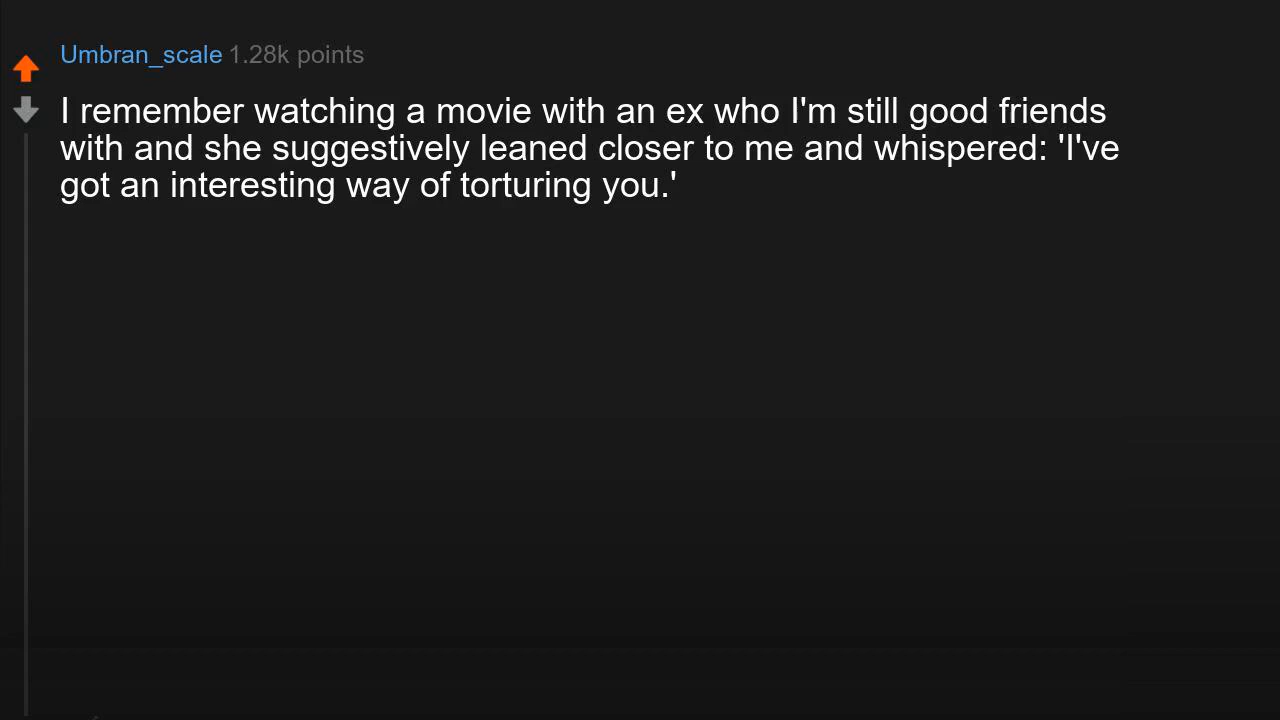 Umbran_scale 1.28k points
I remember watching a movie with an ex who I'm still good friends
with and she suggestively leaned closer to me and whispered: 'I've
got an interesting way of torturing you.'